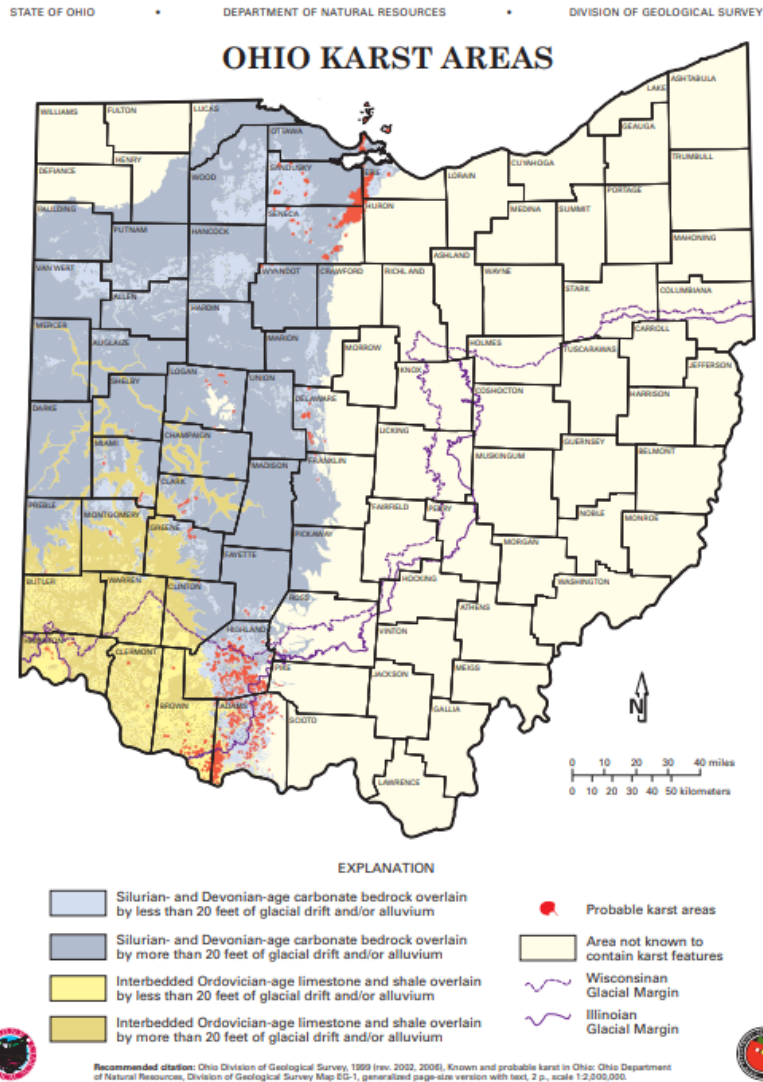 STATE OF OHIO • DEPARTMENT OF NATURAL RESOURCES • DIVISION OF GEOLOGICAL SURVEY
OHIO KARST AREAS
WILLIAMS
FULTON
LUCAS
OTTAWA
LAKE
ASHTABULA
GEAUGA
CUYAHOGA
TRUMBULL
DEFIANCE
HENRY
WOOD
SANDUSKY
ERIE
LORAIN
PORTAGE
MEDINA
SUMMIT
PAULDING
PUTNAM
HANCOCK
SENECA
HURON
MAHONING
ASHLAND
VAN WERT
ALLEN
WYANDOT
CRAWFORD
RICHLAND
WAYNE
STARK
COLUMBIANA
HARDIN
MERCER
AUGLAIZE
MARION
MORROW
HOLMES
TUSCARAWAS
CARROLL
JEFFERSON
LOGAN
UNION
KNOX
SHELBY
DELAWARE
COSHOCTON
HARRISON
DARKE
CHAMPAIGN
LICKING
MIAMI
GUERNSEY
BELMONT
MADISON
FRANKLIN
MUSKINGUM
CLARK
PREBLE
MONTGOMERY
GREENE
FAIRFIELD
PERRY
NOBLE
MONROE
PICKAWAY
MORGAN
FAYETTE
BUTLER
WARREN
CLINTON
HOCKING
WASHINGTON
ROSS
ATHENS
HIGHLAND
VINTON
CLERMONT
PIKE
JACKSON
MEIGS
BROWN
ADAMS
SCIOTO
GALLIA
LAWRENCE
N
0 10 20 30 40 miles
0 10 20 30 40 50 kilometers
EXPLANATION
Silurian- and Devonian-age carbonate bedrock overlain
by less than 20 feet of glacial drift and/or alluvium
Silurian- and Devonian-age carbonate bedrock overlain
by more than 20 feet of glacial drift and/or alluvium
Interbedded Ordovician-age limestone and shale overlain
by less than 20 feet of glacial drift and/or alluvium
Interbedded Ordovician-age limestone and shale overlain
by more than 20 feet of glacial drift and/or alluvium
Probable karst areas
Area not known to
contain karst features
Wisconsinan
Glacial Margin
Illinoian
Glacial Margin
Recommended citation: Ohio Division of Geological Survey, 1999 (rev. 2002, 2006), Known and probable karst in Ohio: Ohio Department
of Natural Resources, Division of Geological Survey Map EG-1, generalized page-size version with text, 2 p., scale 1:2,000,000.